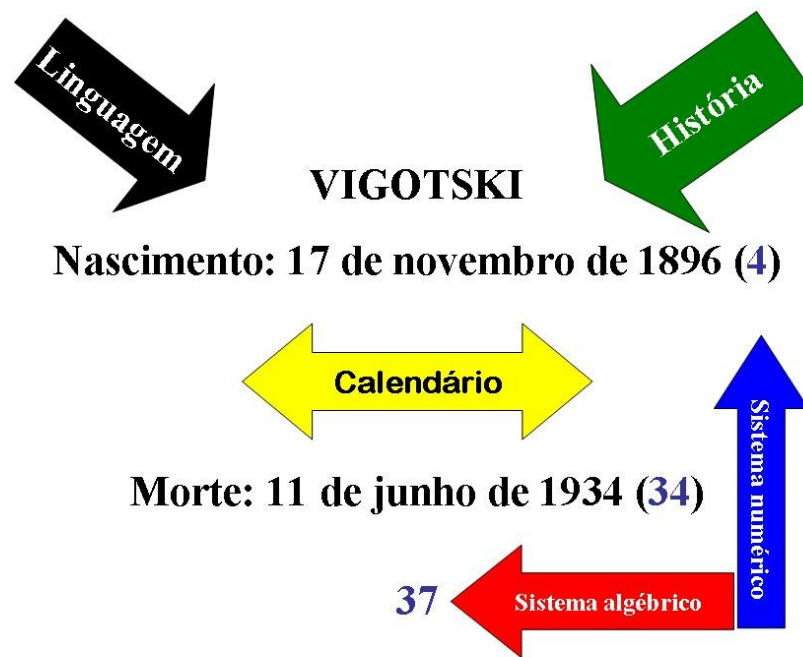 Linguagem
História
VIGOTSKI
Nascimento: 17 de novembro de 1896 (4)
Calendário
Sistema numérico
Morte: 11 de junho de 1934 (34)
37
Sistema algébrico